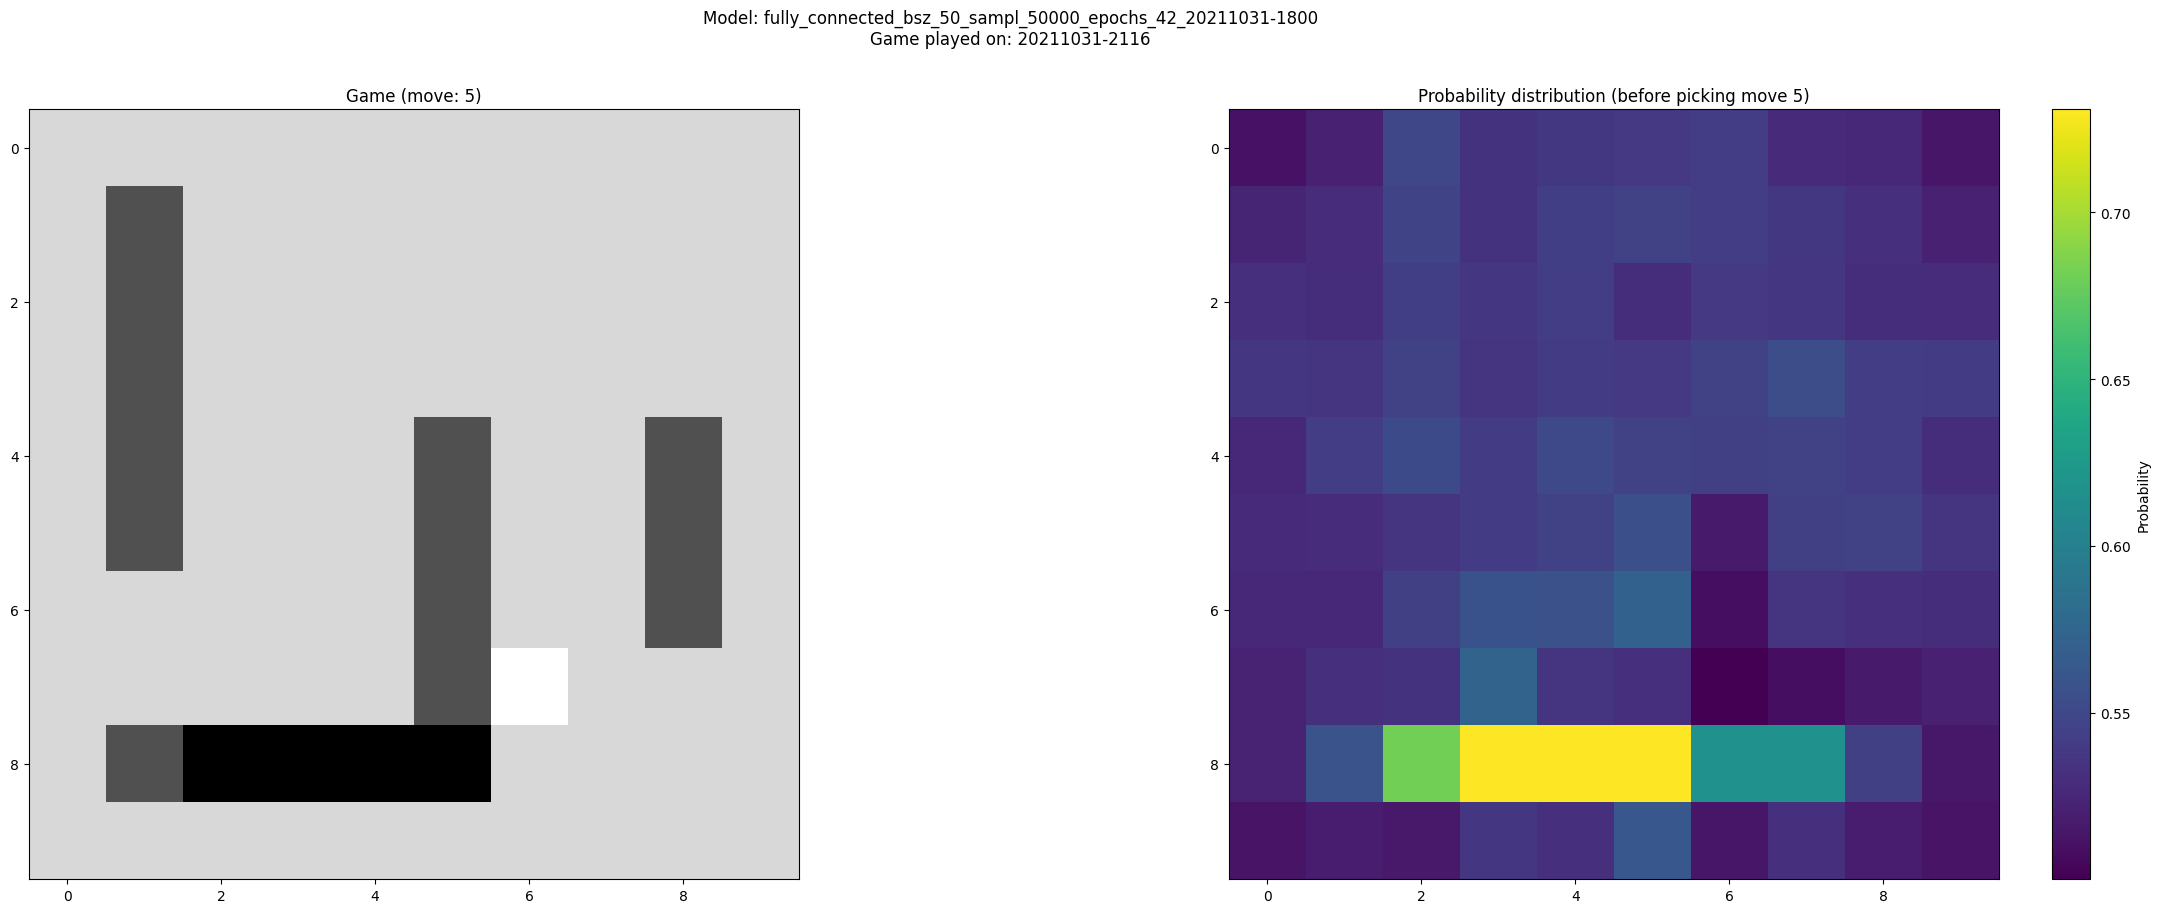 Model: fully_connected_bsz_50_sampl_50000_epochs_42_20211031-1800
Game played on: 20211031-2116
Game (move: 5)
0
2
4
6
8
0 2 4 6 8
Probability distribution (before picking move 5)
0
2
4
6
8
0 2 4 6 8
0.70
0.65
0.60
0.55
Probability